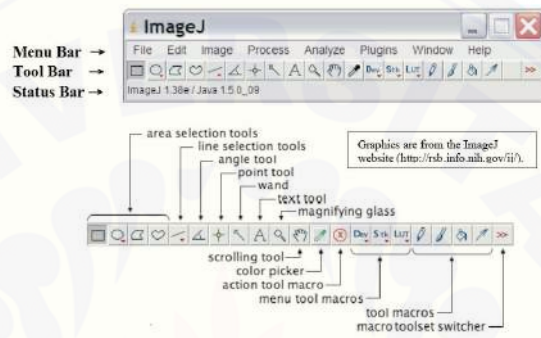 ImageJ
Menu Bar → File Edit Image Process Analyze Plugins Window Help
Tool Bar → A Dev Stk LUT >>
Status Bar → ImageJ 1.38e / Java 1.5.0_09
area selection tools
line selection tools
angle tool
point tool
wand
text tool
magnifying glass
Graphics are from the ImageJ
website (http://rsb.info.nih.gov/ij/).
A Dev Stk LUT >>
scrolling tool
color picker
action tool macro
menu tool macros
tool macros
macro toolset switcher